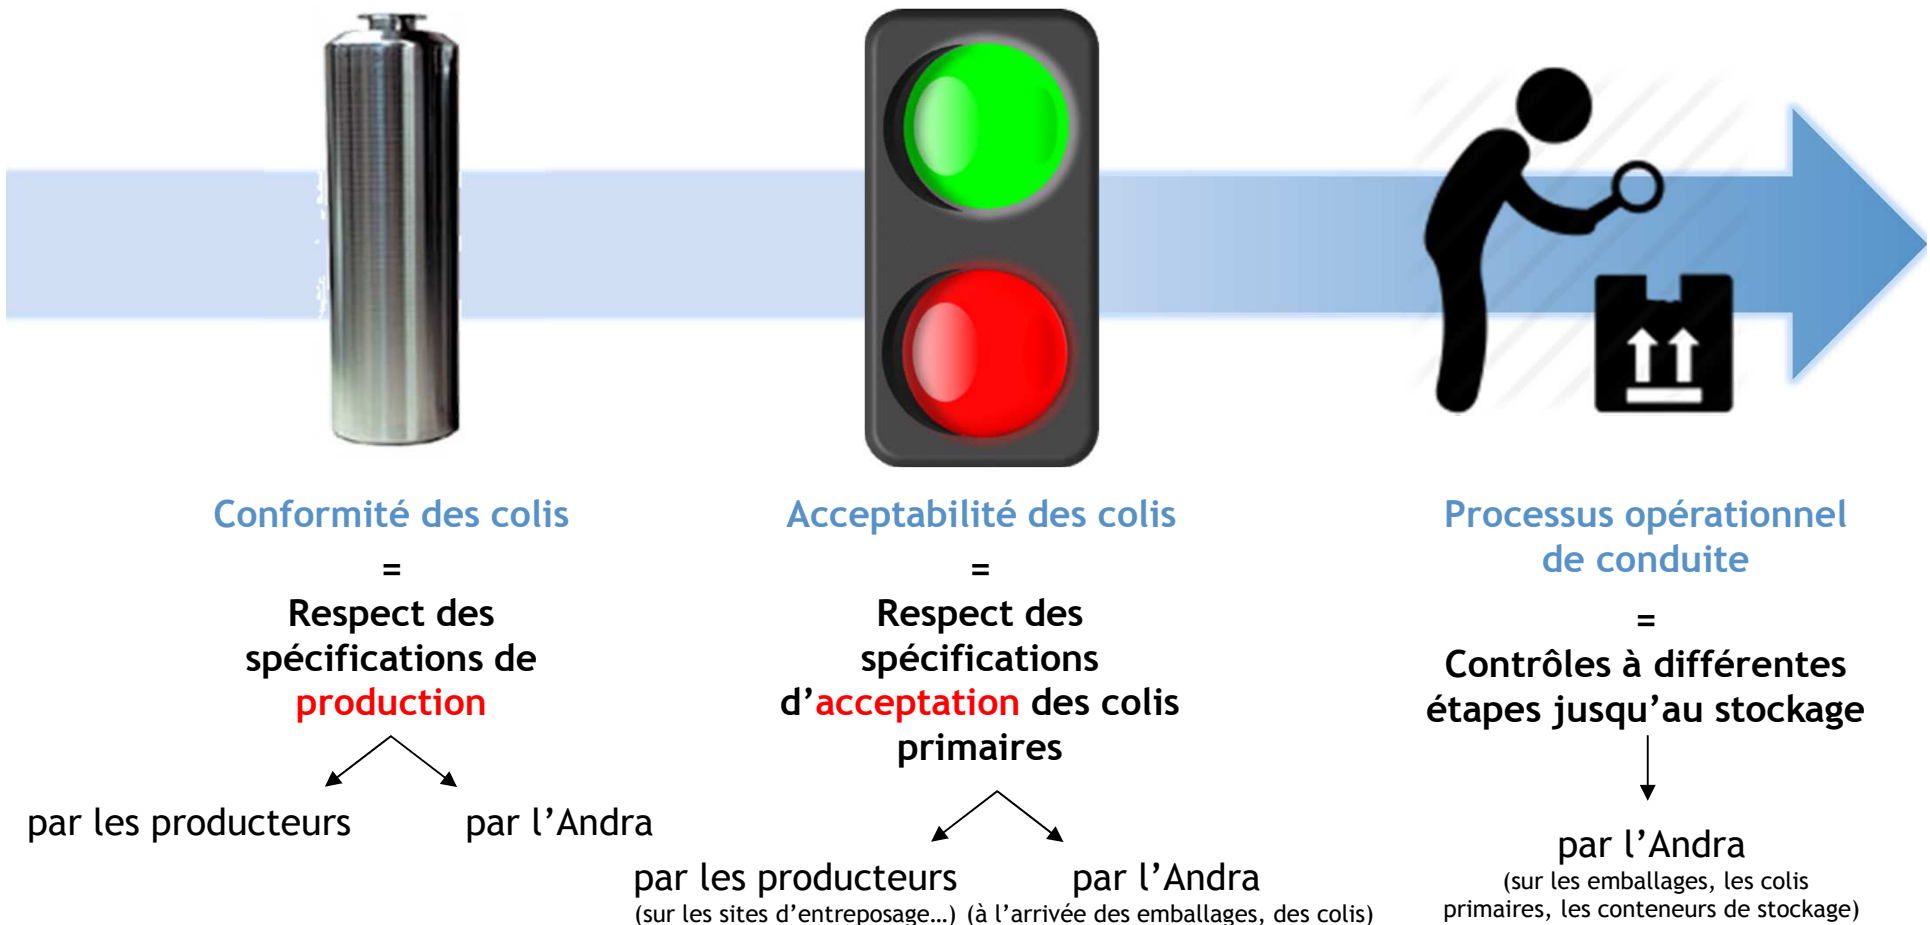 Conformité des colis
=
Respect des
spécifications de
production
par les producteurs
par l’Andra
Acceptabilité des colis
=
Respect des
spécifications
d’acceptation des colis
primaires
par les producteurs
(sur les sites d’entreposage…)
par l’Andra
(à l’arrivée des emballages, des colis)
Processus opérationnel
de conduite
=
Contrôles à différentes
étapes jusqu’au stockage
par l’Andra
(sur les emballages, les colis
primaires, les conteneurs de stockage)